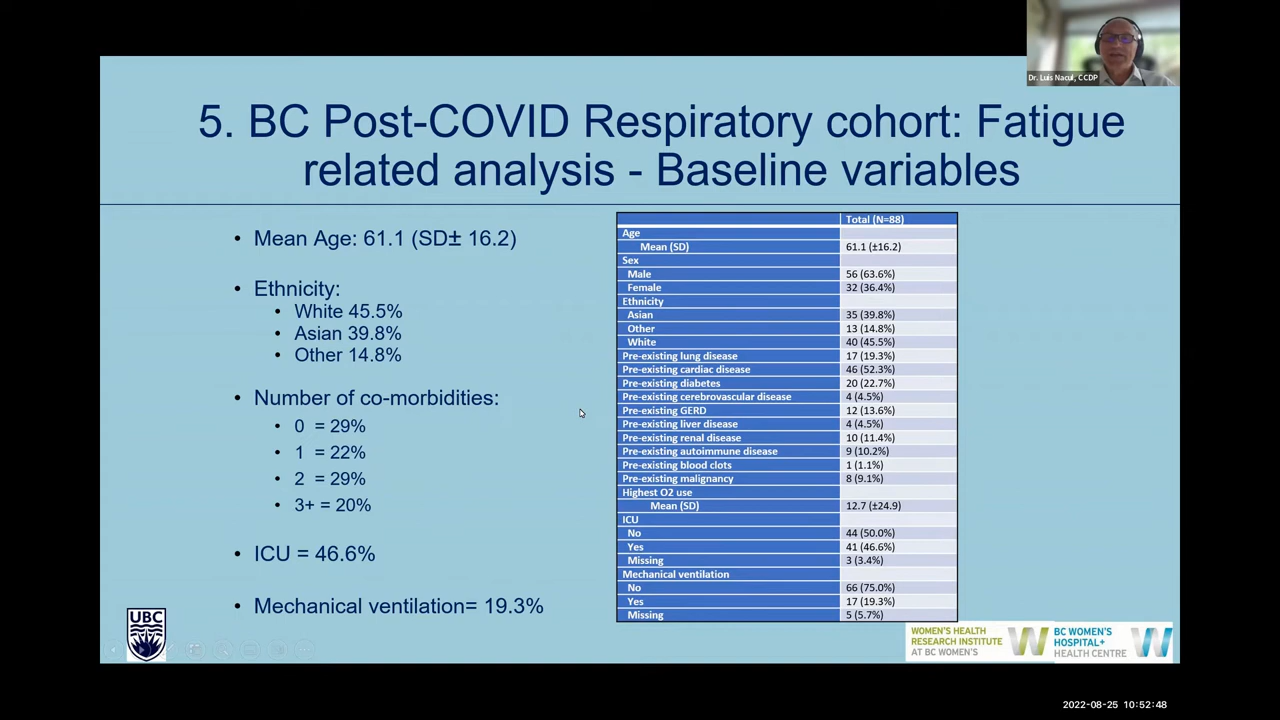 Dr. Luis Nacul, CCDP
5. BC Post-COVID Respiratory cohort: Fatigue
related analysis - Baseline variables
• Mean Age: 61.1 (SD± 16.2)
• Ethnicity:
• White 45.5%
• Asian 39.8%
• Other 14.8%
• Number of co-morbidities:
• 0 = 29%
• 1 = 22%
• 2 = 29%
• 3+ = 20%
• ICU = 46.6%
• Mechanical ventilation= 19.3%
Total (N=88)
Age
Mean (SD) 61.1 (±16.2)
Sex
Male 56 (63.6%)
Female 32 (36.4%)
Ethnicity
Asian 35 (39.8%)
Other 13 (14.8%)
White 40 (45.5%)
Pre-existing lung disease 17 (19.3%)
Pre-existing cardiac disease 46 (52.3%)
Pre-existing diabetes 20 (22.7%)
Pre-existing cerebrovascular disease 4 (4.5%)
Pre-existing GERD 12 (13.6%)
Pre-existing liver disease 4 (4.5%)
Pre-existing renal disease 10 (11.4%)
Pre-existing autoimmune disease 9 (10.2%)
Pre-existing blood clots 1 (1.1%)
Pre-existing malignancy 8 (9.1%)
Highest O2 use
Mean (SD) 12.7 (±24.9)
ICU
No 44 (50.0%)
Yes 41 (46.6%)
Missing 3 (3.4%)
Mechanical ventilation
No 66 (75.0%)
Yes 17 (19.3%)
Missing 5 (5.7%)
UBC
WOMEN'S HEALTH
RESEARCH INSTITUTE
AT BC WOMEN'S
BC WOMEN'S
HOSPITAL+
HEALTH CENTRE
2022-08-25 10:52:48